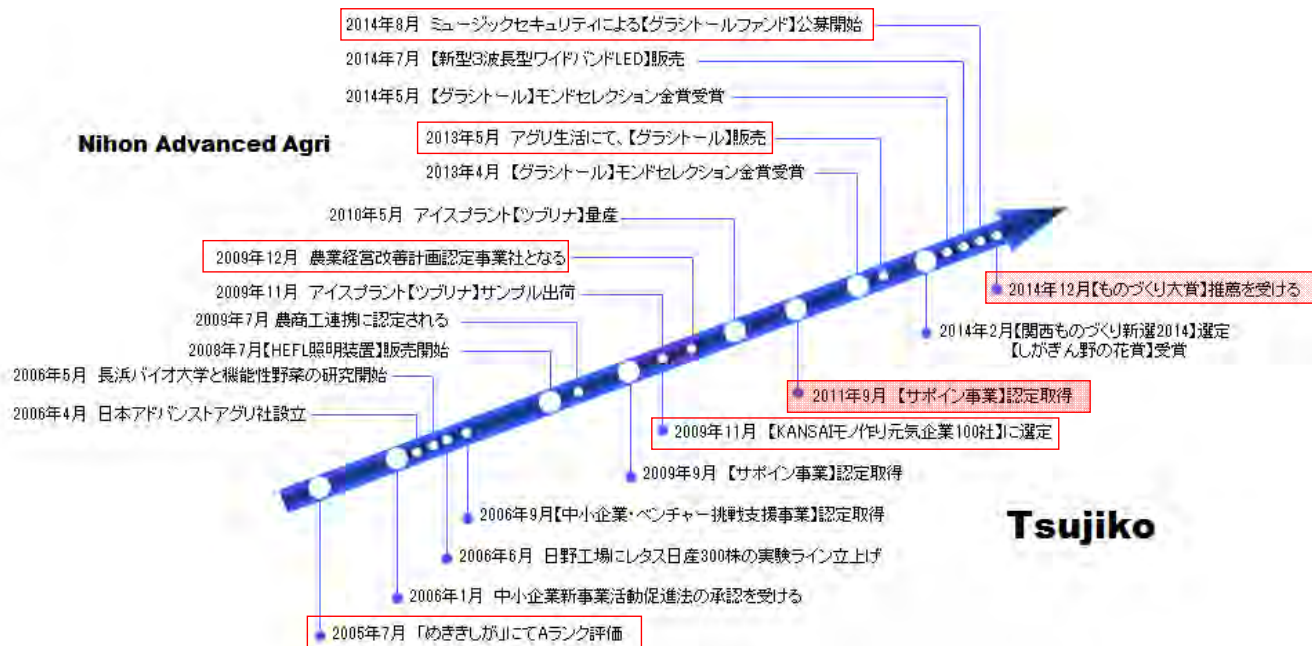 2014年8月 ミュージックセキュリティによる【グラシトールファンド】公募開始
2014年7月 【新型3波長型ワイドバンドLED】販売
2014年5月 【グラシトール】モンドセレクション金賞受賞
Nihon Advanced Agri
2013年5月 アグリ生活にて、【グラシトール】販売
2013年4月 【グラシトール】モンドセレクション金賞受賞
2010年5月 アイスプラント【ツブリナ】量産
2009年12月 農業経営改善計画認定事業社となる
2009年11月 アイスプラント【ツブリナ】サンプル出荷
2009年7月 農商工連携に認定される
2008年7月【HEFL照明装置】販売開始
2006年5月 長浜バイオ大学と機能性野菜の研究開始
2006年4月 日本アドバンストアグリ社設立
2014年12月【ものづくり大賞】推薦を受ける
2014年2月【関西ものづくり新選2014】選定
【しがぎん野の花賞】受賞
2011年9月 【サポイン事業】認定取得
2009年11月 【KANSAIモノ作り元気企業100社】に選定
2009年9月 【サポイン事業】認定取得
2006年9月【中小企業・ベンチャー挑戦支援事業】認定取得
Tsujiko
2006年6月 日野工場にレタス日産300株の実験ライン立上げ
2006年1月 中小企業新事業活動促進法の承認を受ける
2005年7月 「めききしが」にてAランク評価